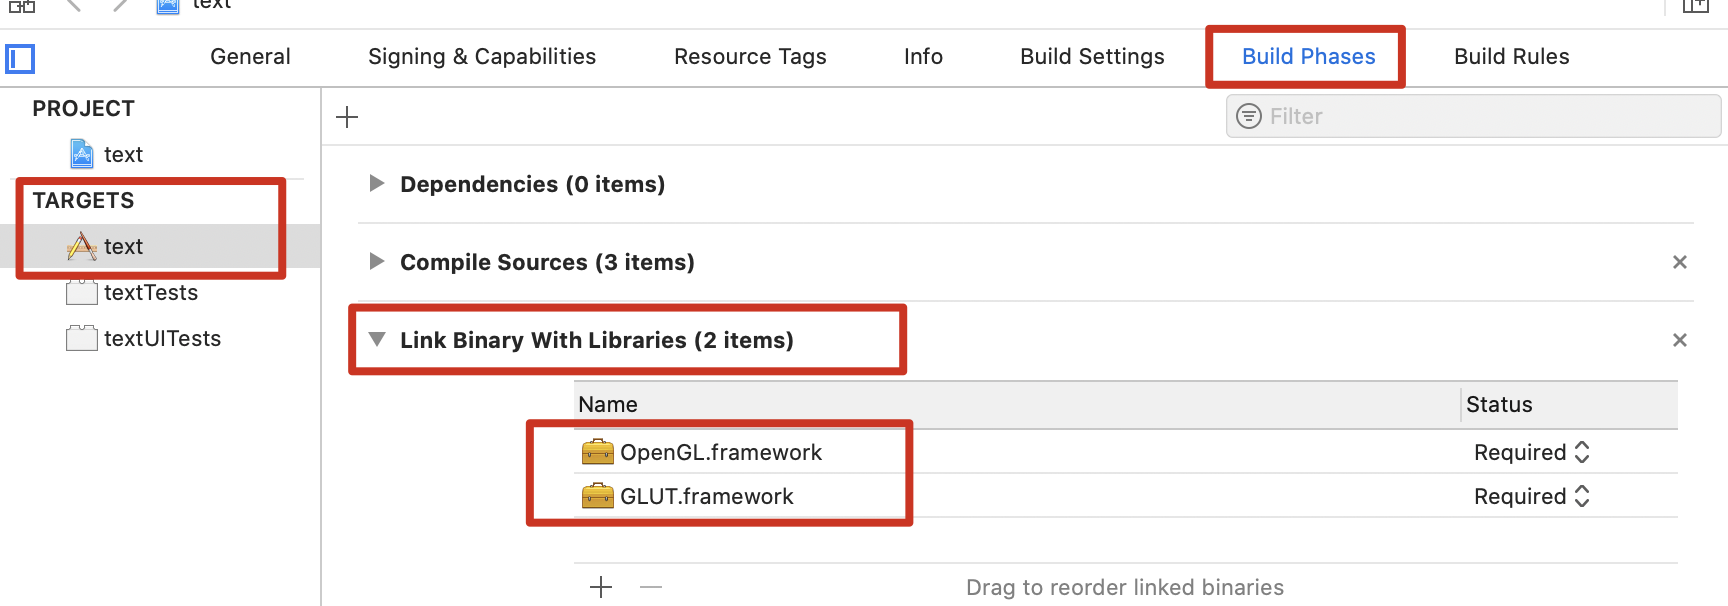 text
General Signing & Capabilities Resource Tags Info Build Settings Build Phases Build Rules
PROJECT
text
TARGETS
text
textTests
textUITests
Filter
Dependencies (0 items)
Compile Sources (3 items)
Link Binary With Libraries (2 items)
Name Status
OpenGL.framework Required
GLUT.framework Required
Drag to reorder linked binaries